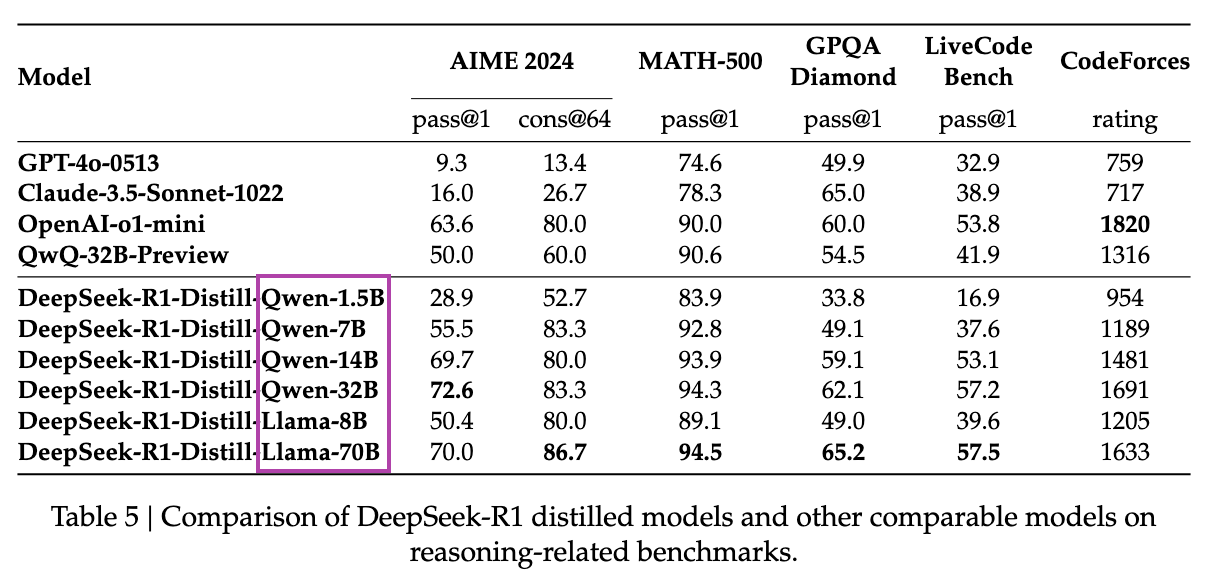 Model AIME 2024 MATH-500 GPQA Diamond LiveCode Bench CodeForces
pass@1 cons@64 pass@1 pass@1 pass@1 rating
GPT-4o-0513 9.3 13.4 74.6 49.9 32.9 759
Claude-3.5-Sonnet-1022 16.0 26.7 78.3 65.0 38.9 717
OpenAI-o1-mini 63.6 80.0 90.0 60.0 53.8 1820
QwQ-32B-Preview 50.0 60.0 90.6 54.5 41.9 1316
DeepSeek-R1-Distill-Qwen-1.5B 28.9 52.7 83.9 33.8 16.9 954
DeepSeek-R1-Distill-Qwen-7B 55.5 83.3 92.8 49.1 37.6 1189
DeepSeek-R1-Distill-Qwen-14B 69.7 80.0 93.9 59.1 53.1 1481
DeepSeek-R1-Distill-Qwen-32B 72.6 83.3 94.3 62.1 57.2 1691
DeepSeek-R1-Distill-Llama-8B 50.4 80.0 89.1 49.0 39.6 1205
DeepSeek-R1-Distill-Llama-70B 70.0 86.7 94.5 65.2 57.5 1633
Table 5 | Comparison of DeepSeek-R1 distilled models and other comparable models on
reasoning-related benchmarks.